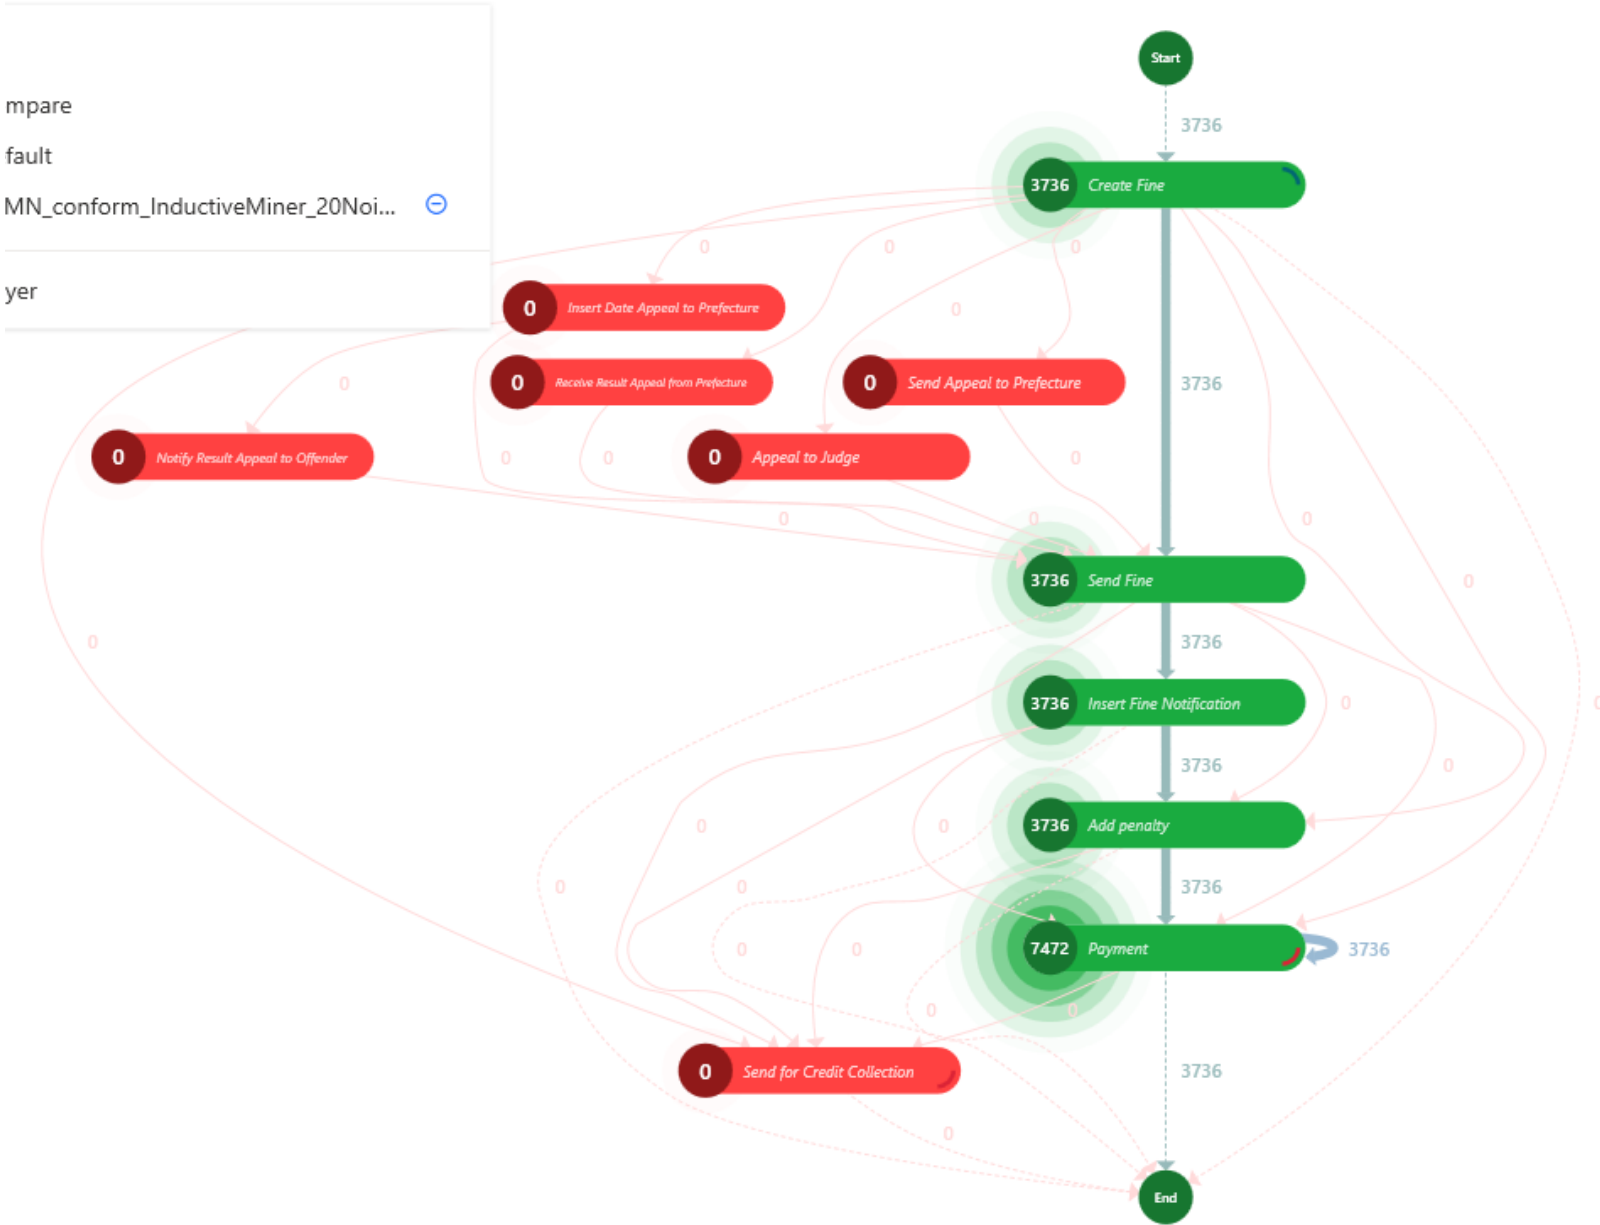 Start
3736
mpare
fault
3736 Create Fine
MN_conform_InductiveMiner_20Noi...
0 0 0
yer
0 Insert Date Appeal to Prefecture
0
0 Receive Result Appeal from Prefecture
0 Send Appeal to Prefecture
0
3736
0 Notify Result Appeal to Offender
0 0
0 Appeal to Judge
0
0 0 0
3736 Send Fine
0
0
3736
3736 Insert Fine Notification
0
3736
0
0 0
3736 Add penalty
0 0
3736
0 0
7472 Payment
3736
0 0
0 Send for Credit Collection
3736
0
End